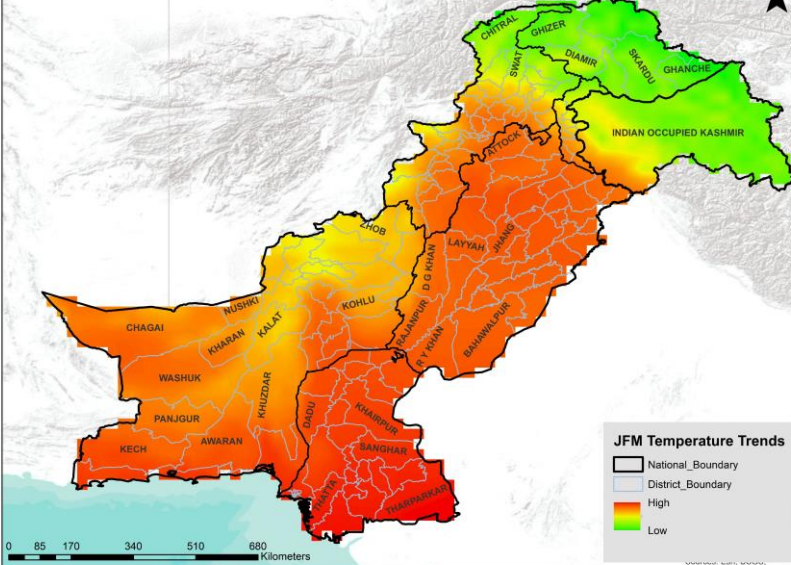 CHITRAL
GHIZER
DIAMIR
SKARDU
GHANCHE
SWAT
INDIAN OCCUPIED KASHMIR
ATTOCK
ZHOB
LAYYAH
JHANG
D G KHAN
KOHLU
RAJANPUR
R Y KHAN
BAHAWALPUR
NUSHKI
CHAGAI
KHARAN
KALAT
WASHUK
KHUZDAR
PANJGUR
DADU
KHAIRPUR
KECH
AWARAN
SANGHAR
THATTA
THARPARKAR
JFM Temperature Trends
National_Boundary
District_Boundary
High
Low
0 85 170 340 510 680
Kilometers